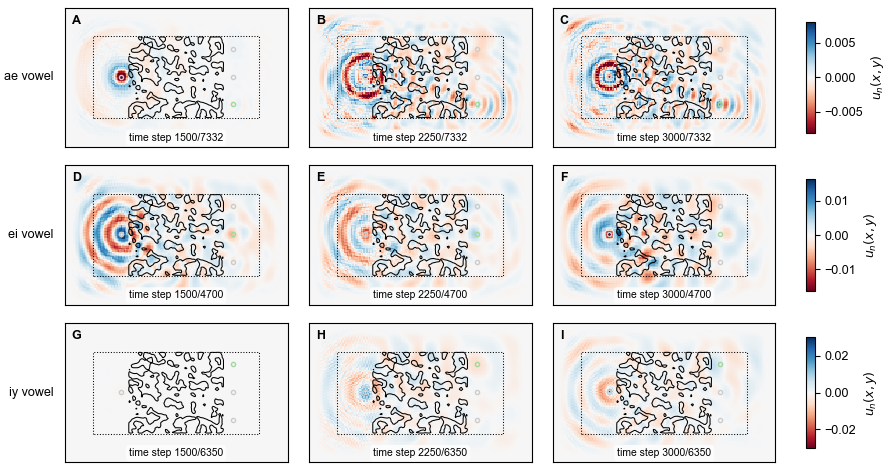 A
B
C
ae vowel
time step 1500/7332
time step 2250/7332
time step 3000/7332
0.005
0.000
−0.005
uₙ(x, y)
D
E
F
ei vowel
time step 1500/4700
time step 2250/4700
time step 3000/4700
0.01
0.00
−0.01
uₙ(x, y)
G
H
I
iy vowel
time step 1500/6350
time step 2250/6350
time step 3000/6350
0.02
0.00
−0.02
uₙ(x, y)